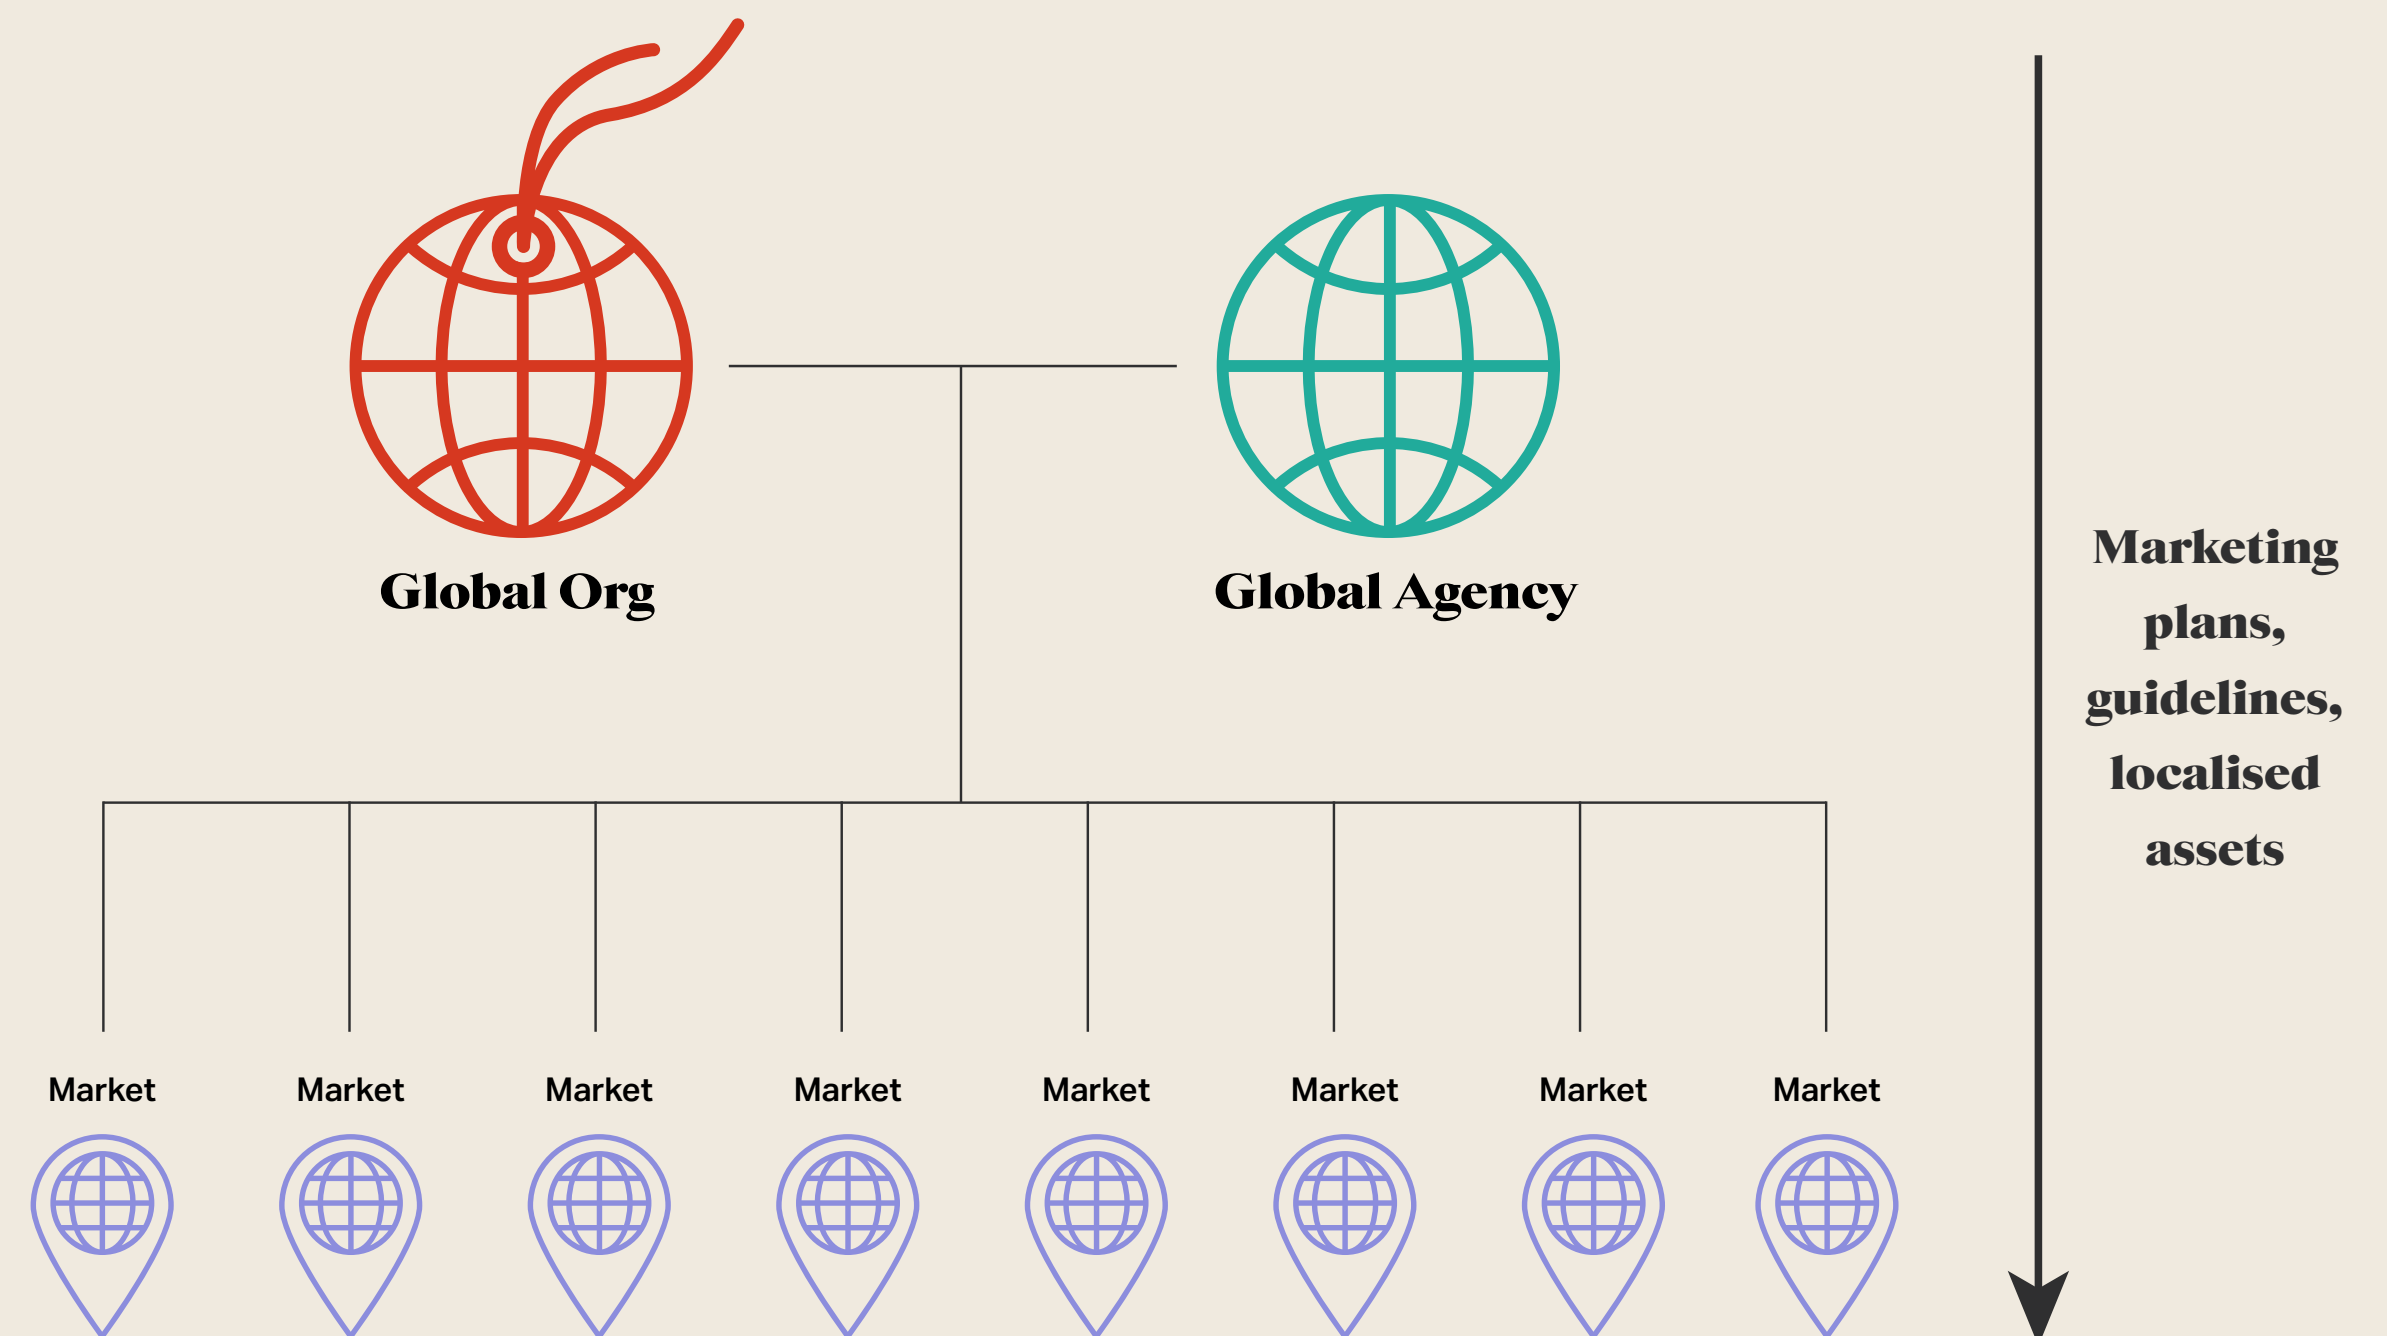 Global Org
Global Agency
Marketing
plans,
guidelines,
localised
assets
Market
Market
Market
Market
Market
Market
Market
Market